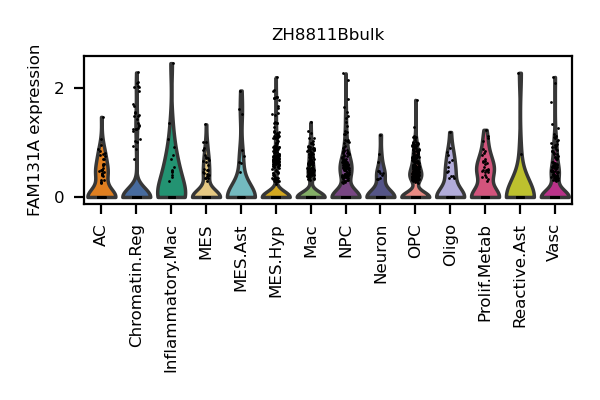 ZH8811Bbulk
FAM131A expression
2
0
AC
Chromatin.Reg
Inflammatory.Mac
MES
MES.Ast
MES.Hyp
Mac
NPC
Neuron
OPC
Oligo
Prolif.Metab
Reactive.Ast
Vasc